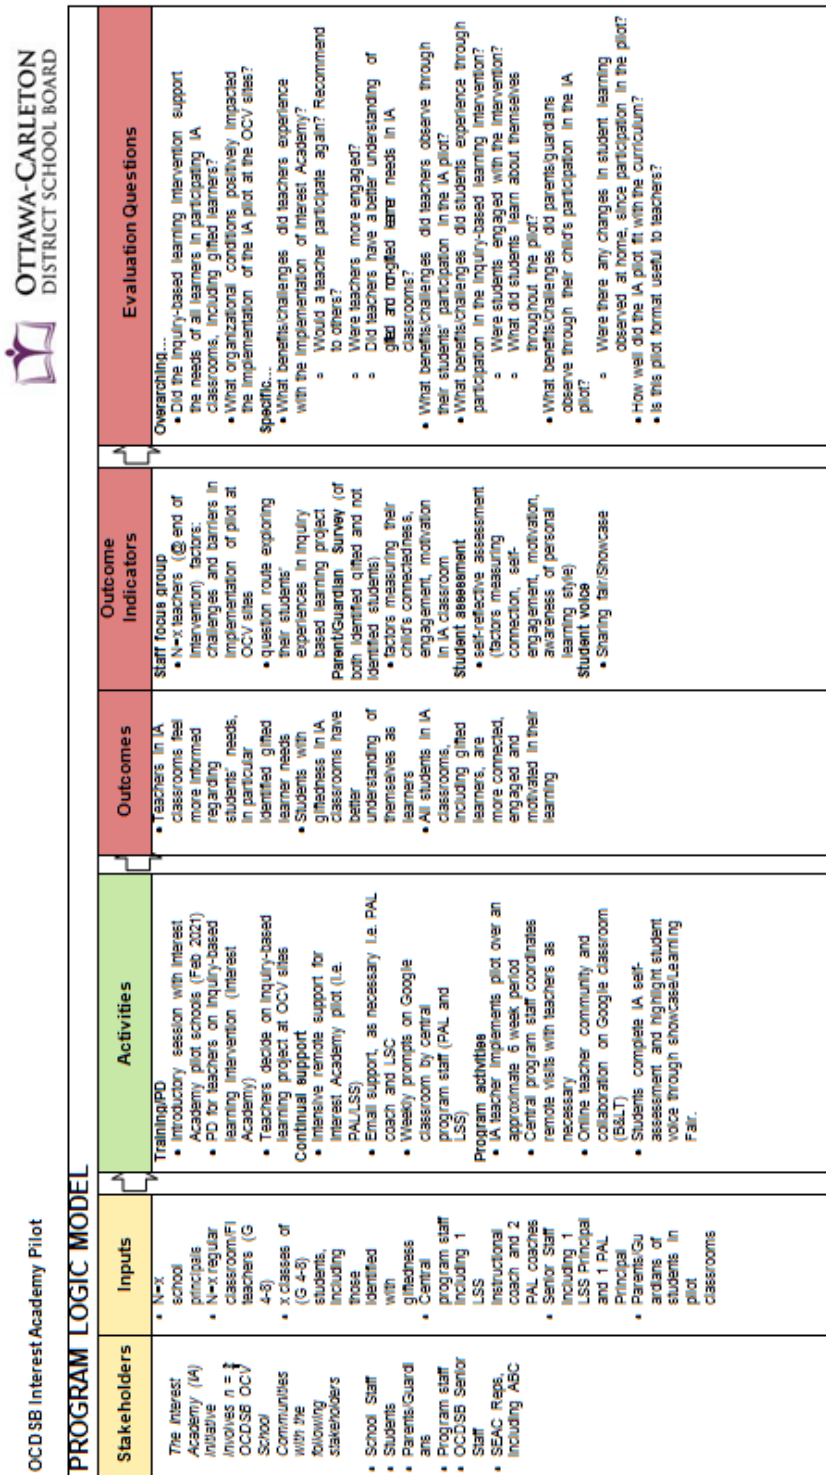 OCDSB Interest Academy Pilot
OTTAWA-CARLETON
DISTRICT SCHOOL BOARD
PROGRAM LOGIC MODEL
Stakeholders
The Interest
Academy (IA)
Initiative
involves n =
OCDSB OCV
School
Communities
with the
following
stakeholders
• School Staff
• Students
• Parents/Guardi
ans
• Program staff
• OCDSB Senior
Staff
• SEAC Reps,
including ABC
Inputs
• N=x
school
principals
• N=x regular
classroom/FI
teachers (G
4-8)
• x classes of
(G 4-8)
students,
including
those
identified
with
giftedness
• Central
program staff
including 1
LSS
Instructional
coach and 2
PAL coaches
• Senior Staff
including 1
LSS Principal
and 1 PAL
Principal
• Parents/Gu
ardians of
students in
pilot
classrooms
Activities
Training/PD
• Introductory session with Interest
Academy pilot schools (Feb 2021)
• PD for teachers on Inquiry-based
learning Intervention (Interest
Academy)
• Teachers decide on Inquiry-based
learning project at OCV sites
Continual support
• Intensive remote support for
Interest Academy pilot (i.e.
PAL/LSS)
• Email support, as necessary i.e. PAL
coach and LSC
• Weekly prompts on Google
classroom by central
program staff (PAL and
LSS)
Program activities
• IA teacher implements pilot over an
approximate 6 week period
• Central program staff coordinates
remote visits with teachers as
necessary
• Online teacher community and
collaboration on Google classroom
(B&LT)
• Students complete IA self-
assessment and highlight student
voice through showcase/Learning
Fair.
Outcomes
• Teachers in IA
classrooms feel
more informed
regarding
students' needs,
in particular
identified gifted
learner needs
• Students with
giftedness in IA
classrooms have
better
understanding of
themselves as
learners
• All students in IA
classrooms,
including gifted
learners, are
more connected,
engaged and
motivated in their
learning
Outcome
Indicators
Staff focus group
• N=x teachers (@ end of
intervention) factors:
challenges and barriers in
implementation of pilot at
OCV sites
• question route exploring
their students'
experiences in inquiry
based learning project
Parent/Guardian Survey (of
both identified gifted and not
identified students)
• factors measuring their
child's connectedness,
engagement, motivation
in IA classroom
Student assessment
• self-reflective assessment
(factors measuring
connection, self-
engagement, motivation,
awareness of personal
learning style)
Student voice
• Sharing fair/Showcase
Evaluation Questions
Overarching...
• Did the inquiry-based learning intervention support
the needs of all learners in participating IA
classrooms, including gifted learners?
• What organizational conditions positively impacted
the implementation of the IA pilot at the OCV sites?
Specific...
• What benefits/challenges did teachers experience
with the implementation of Interest Academy?
o Would a teacher participate again? Recommend
to others?
o Were teachers more engaged?
o Did teachers have a better understanding of
gifted and non-gifted learner needs in IA
classrooms?
• What benefits/challenges did teachers observe through
their students' participation in the IA pilot?
• What benefits/challenges did students experience through
participation in the inquiry-based learning intervention?
o Were students engaged with the intervention?
o What did students learn about themselves
throughout the pilot?
• What benefits/challenges did parents/guardians
observe through their child's participation in the IA
pilot?
o Were there any changes in student learning
observed at home, since participation in the pilot?
• How well did the IA pilot fit with the curriculum?
• Is this pilot format useful to teachers?